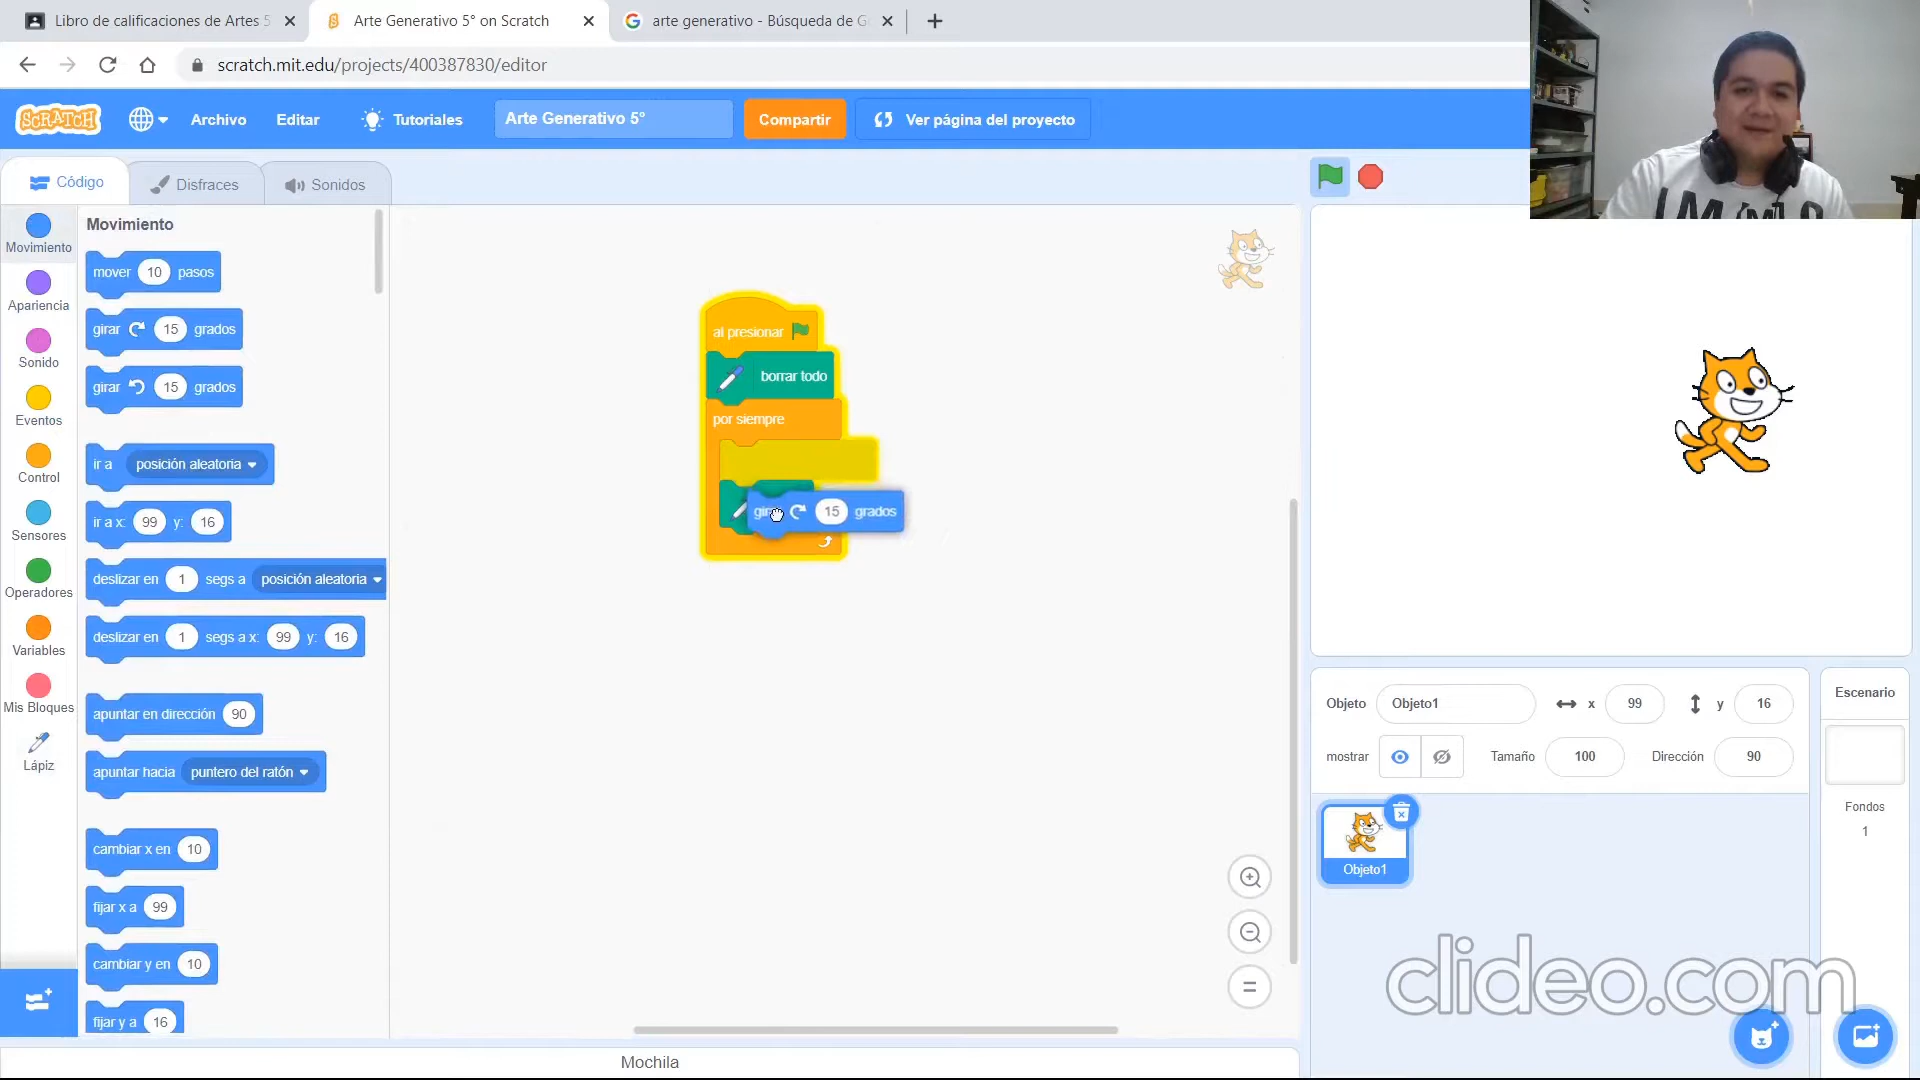 Libro de calificaciones de Artes 5
Arte Generativo 5° on Scratch
arte generativo - Búsqueda de G
scratch.mit.edu/projects/400387830/editor
SCRATCH
Archivo
Editar
Tutoriales
Arte Generativo 5°
Compartir
Ver página del proyecto
Código
Disfraces
Sonidos
Movimiento
Apariencia
Sonido
Eventos
Control
Sensores
Operadores
Variables
Mis Bloques
Lápiz
Movimiento
mover 10 pasos
girar 15 grados
girar 15 grados
ir a posición aleatoria
ir a x: 99 y: 16
deslizar en 1 segs a posición aleatoria
deslizar en 1 segs a x: 99 y: 16
apuntar en dirección 90
apuntar hacia puntero del ratón
cambiar x en 10
fijar x a 99
cambiar y en 10
fijar y a 16
al presionar
borrar todo
por siempre
15 grados
Objeto Objeto1 x 99 y 16
mostrar Tamaño 100 Dirección 90
Objeto1
Escenario
Fondos
1
clideo.com
Mochila